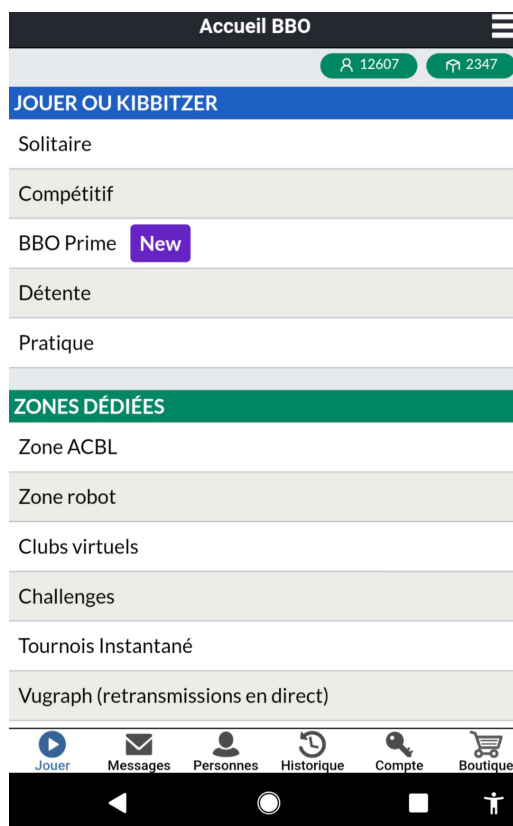 Accueil BBO
12607 2347
JOUER OU KIBBITZER
Solitaire
Compétitif
BBO Prime New
Détente
Pratique
ZONES DÉDIÉES
Zone ACBL
Zone robot
Clubs virtuels
Challenges
Tournois Instantané
Vugraph (retransmissions en direct)
Jouer Messages Personnes Historique Compte Boutique